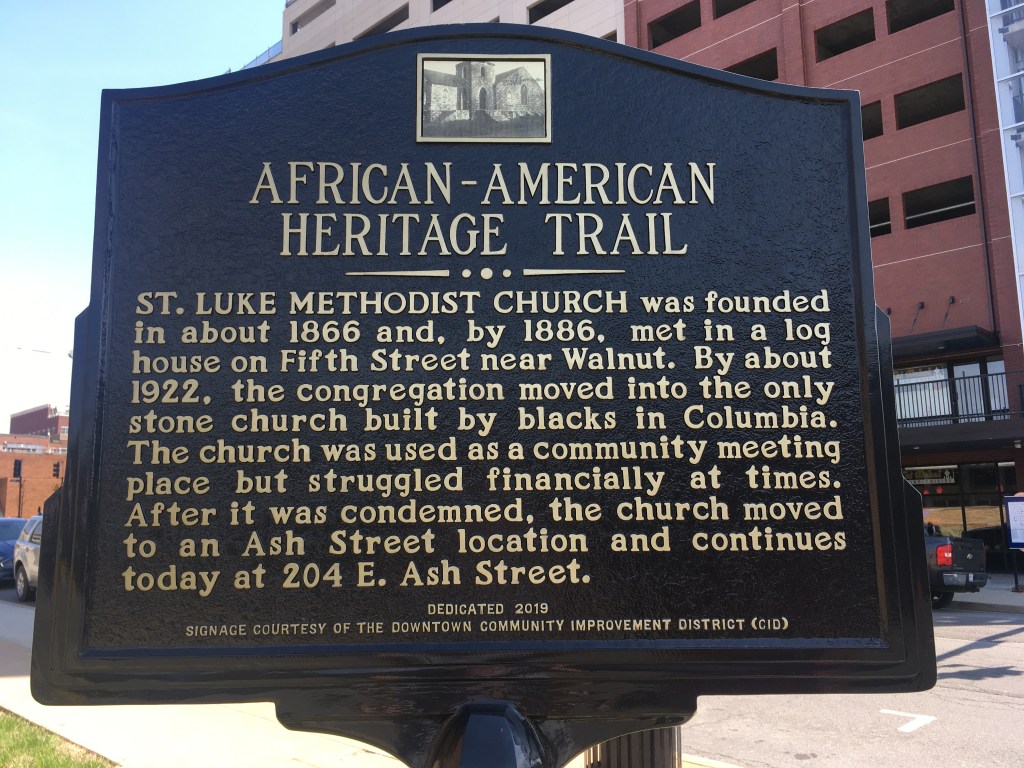 AFRICAN-AMERICAN
HERITAGE TRAIL
ST. LUKE METHODIST CHURCH was founded
in about 1866 and, by 1886, met in a log
house on Fifth Street near Walnut. By about
1922, the congregation moved into the only
stone church built by blacks in Columbia.
The church was used as a community meeting
place but struggled financially at times.
After it was condemned, the church moved
to an Ash Street location and continues
today at 204 E. Ash Street.
DEDICATED 2019
SIGNAGE COURTESY OF THE DOWNTOWN COMMUNITY IMPROVEMENT DISTRICT (CID)